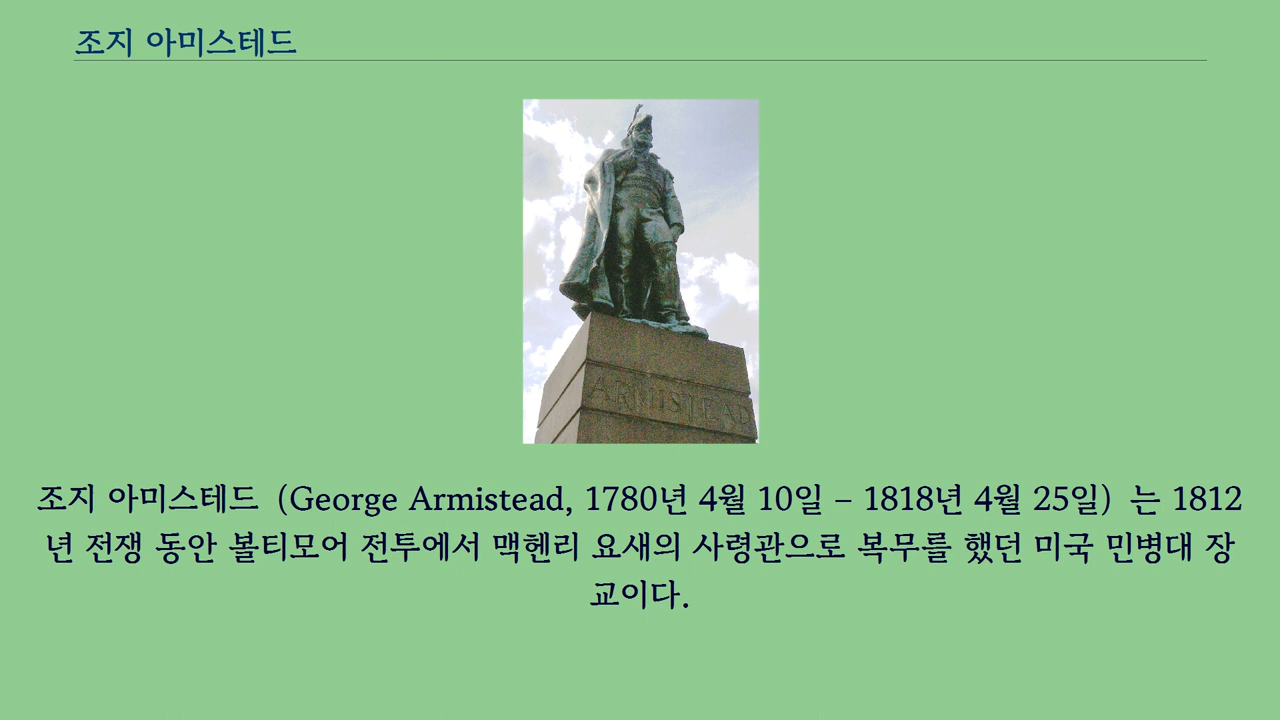 조지 아미스테드
ARMISTEAD
조지 아미스테드 (George Armistead, 1780년 4월 10일 – 1818년 4월 25일) 는 1812
년 전쟁 동안 볼티모어 전투에서 맥헨리 요새의 사령관으로 복무를 했던 미국 민병대 장
교이다.